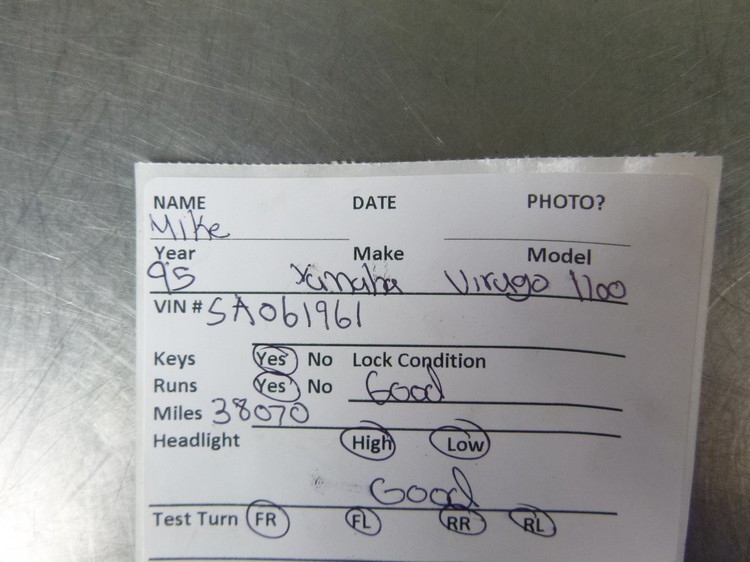 NAME DATE PHOTO?
Mike
Year Make Model
95 Yamaha Virago 1100
VIN # SA061961
Keys Yes No Lock Condition
Runs Yes No Good
Miles 38070
Headlight High Low
Good
Test Turn FR FL RR RL